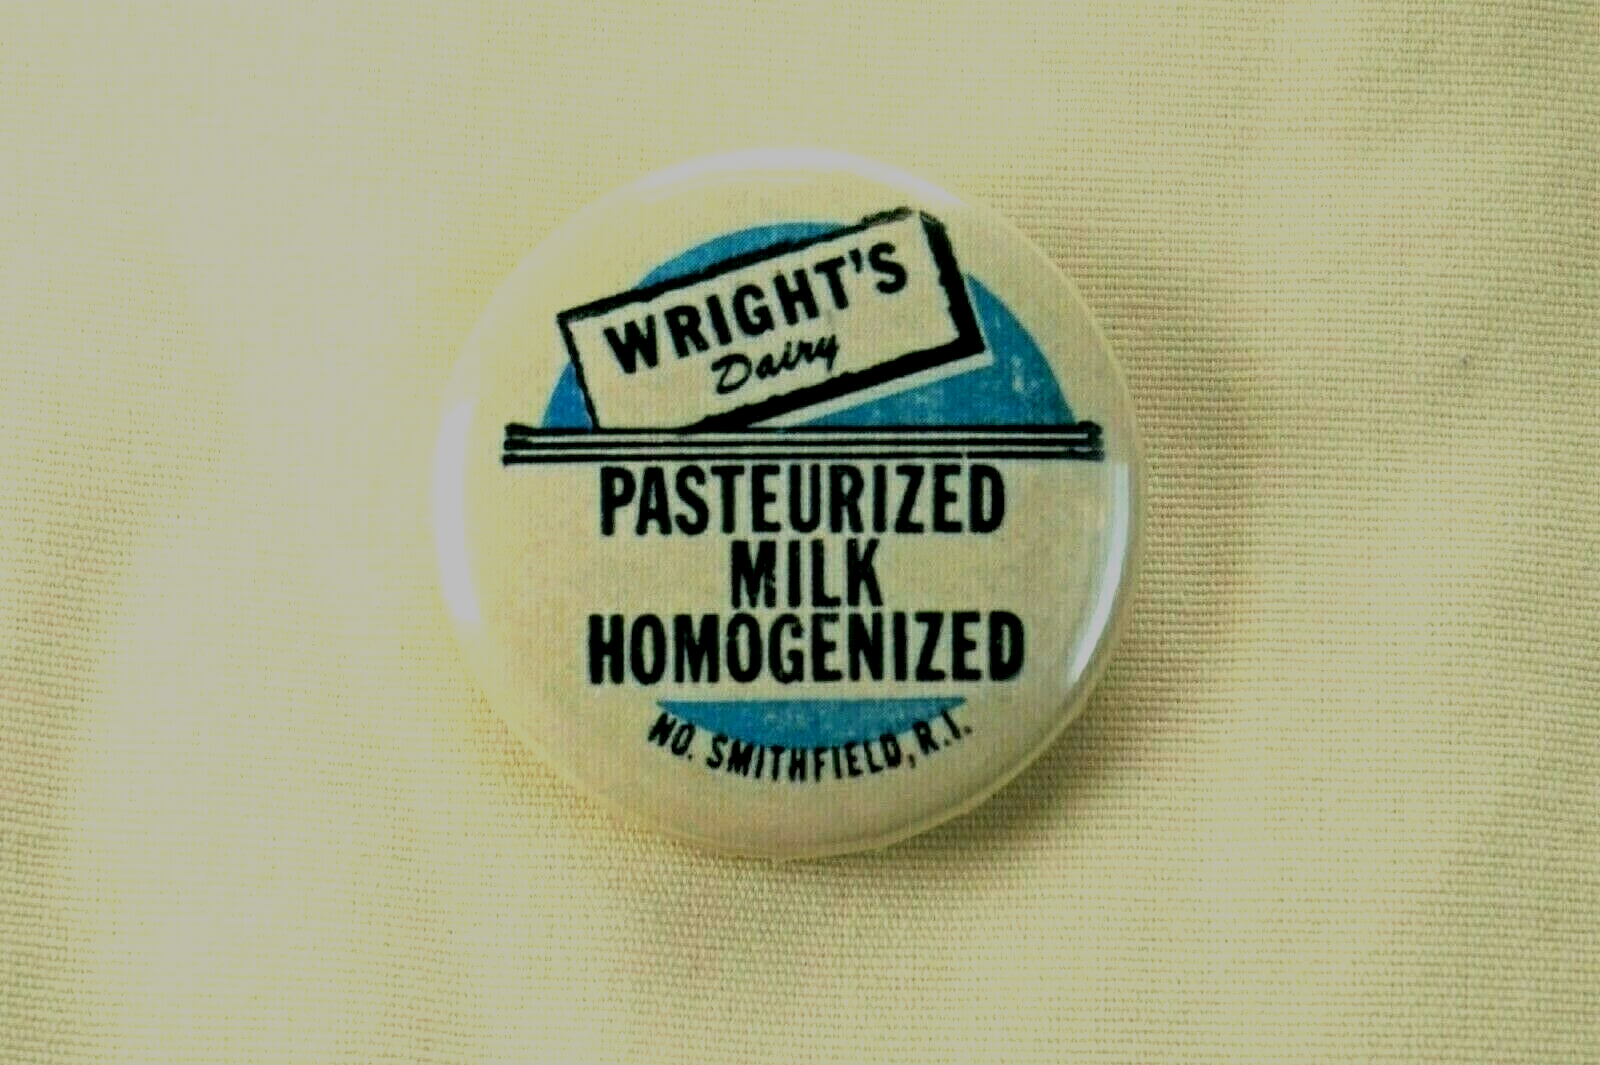 WRIGHT'S
Dairy
PASTEURIZED
MILK
HOMOGENIZED
NO. SMITHFIELD, R.I.